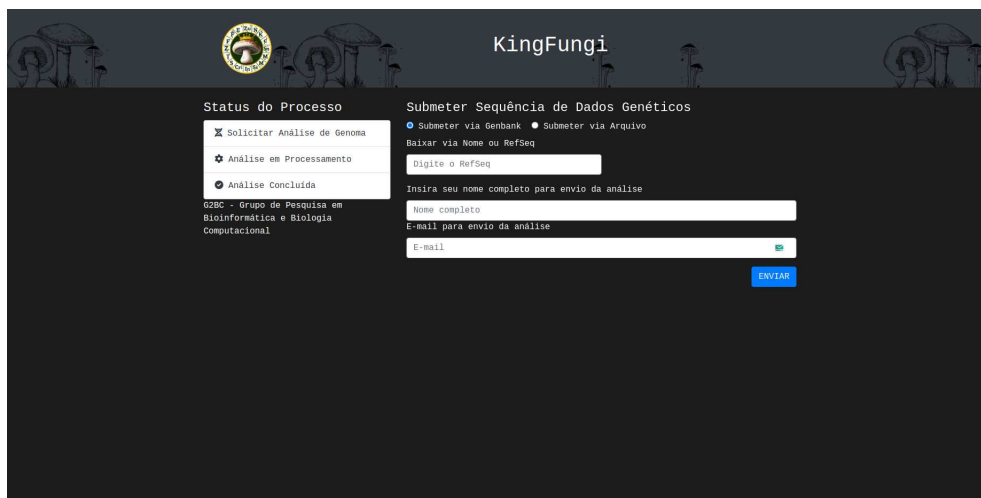 KingFungi
Status do Processo
Solicitar Análise de Genoma
Análise em Processamento
Análise Concluída
G2BC - Grupo de Pesquisa em
Bioinformática e Biologia
Computacional
Submeter Sequência de Dados Genéticos
Submeter via Genbank Submeter via Arquivo
Baixar via Nome ou RefSeq
Digite o RefSeq
Insira seu nome completo para envio da análise
Nome completo
E-mail para envio da análise
E-mail
ENVIAR